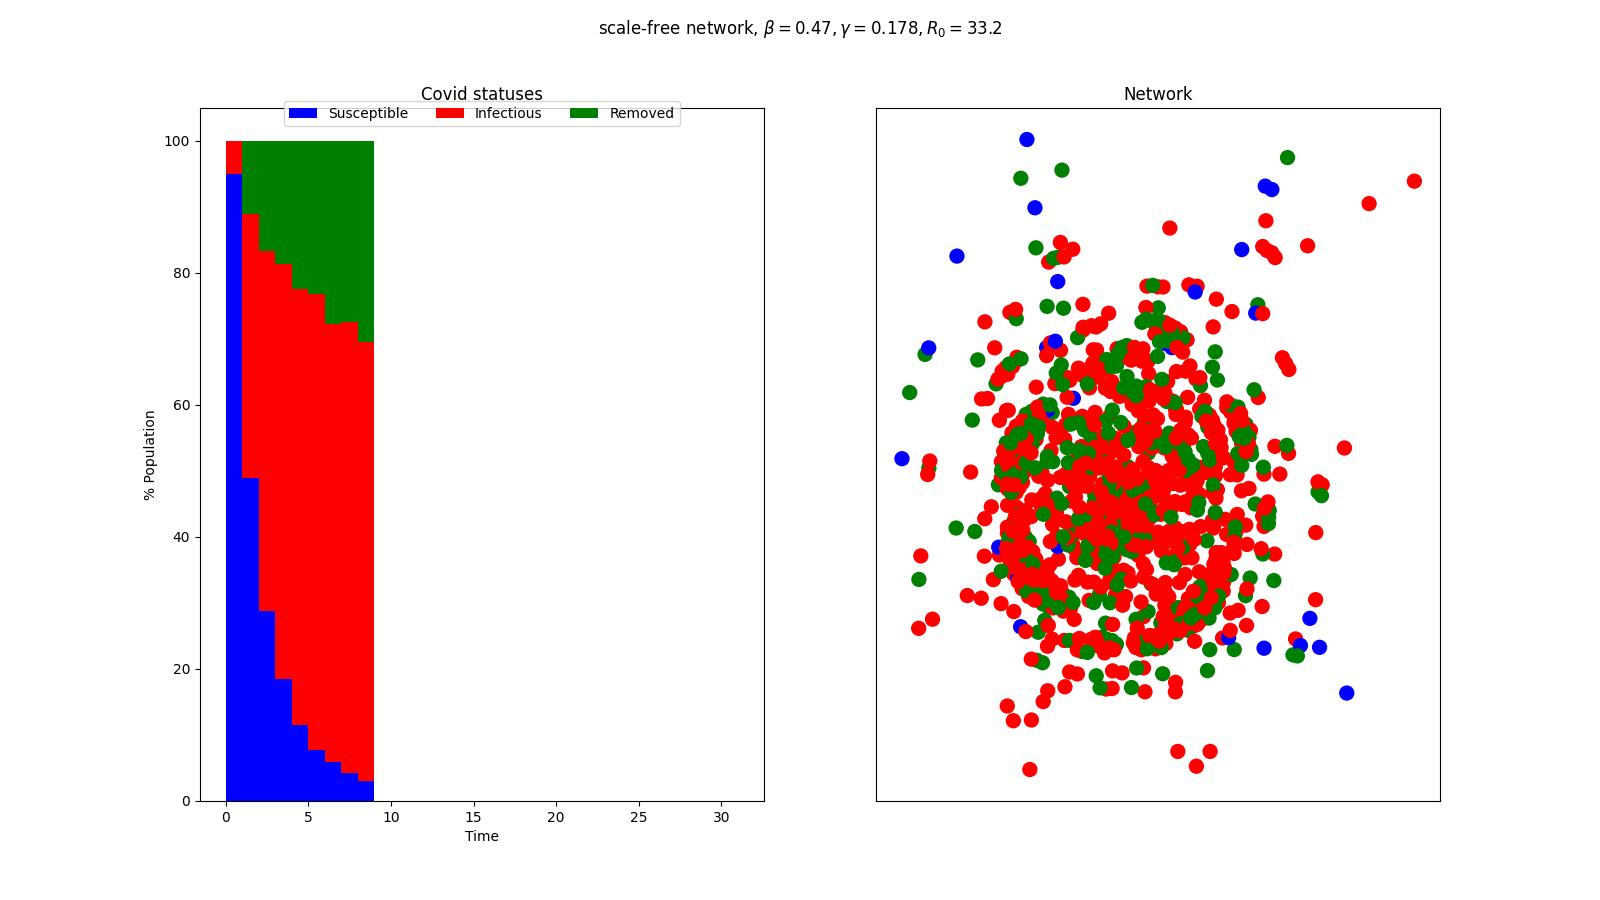 scale-free network, β = 0.47, γ = 0.178, R₀ = 33.2
Covid statuses
Susceptible Infectious Removed
100
80
60
40
20
0
% Population
0 5 10 15 20 25 30
Time
Network